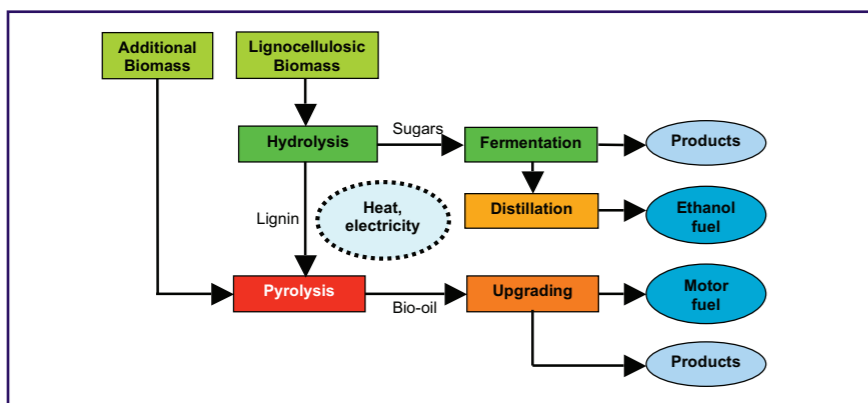 Additional
Biomass
Lignocellulosic
Biomass
Sugars
Hydrolysis
Fermentation
Products
Heat,
electricity
Lignin
Distillation
Ethanol
fuel
Pyrolysis
Bio-oil
Upgrading
Motor
fuel
Products